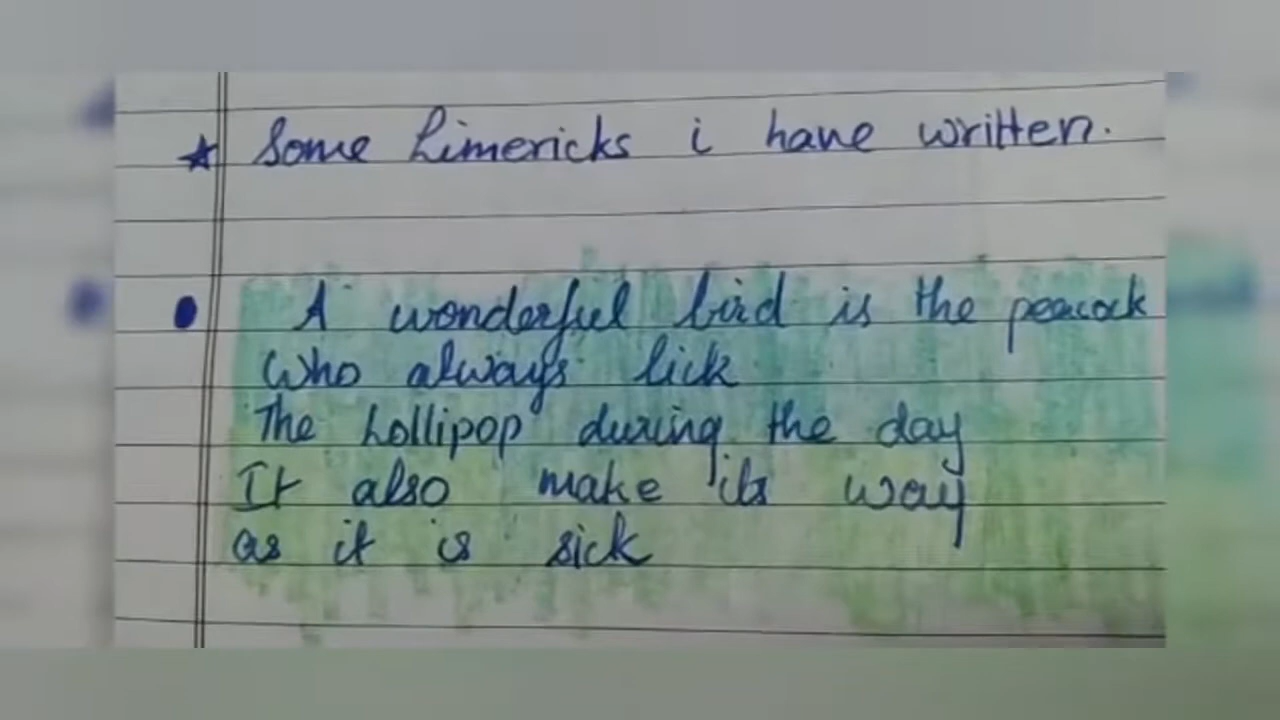 ★ Some Limericks i have written.
• A wonderful bird is the peacock
Who always lick
The Lollipop during the day
It also make its way
as it is sick